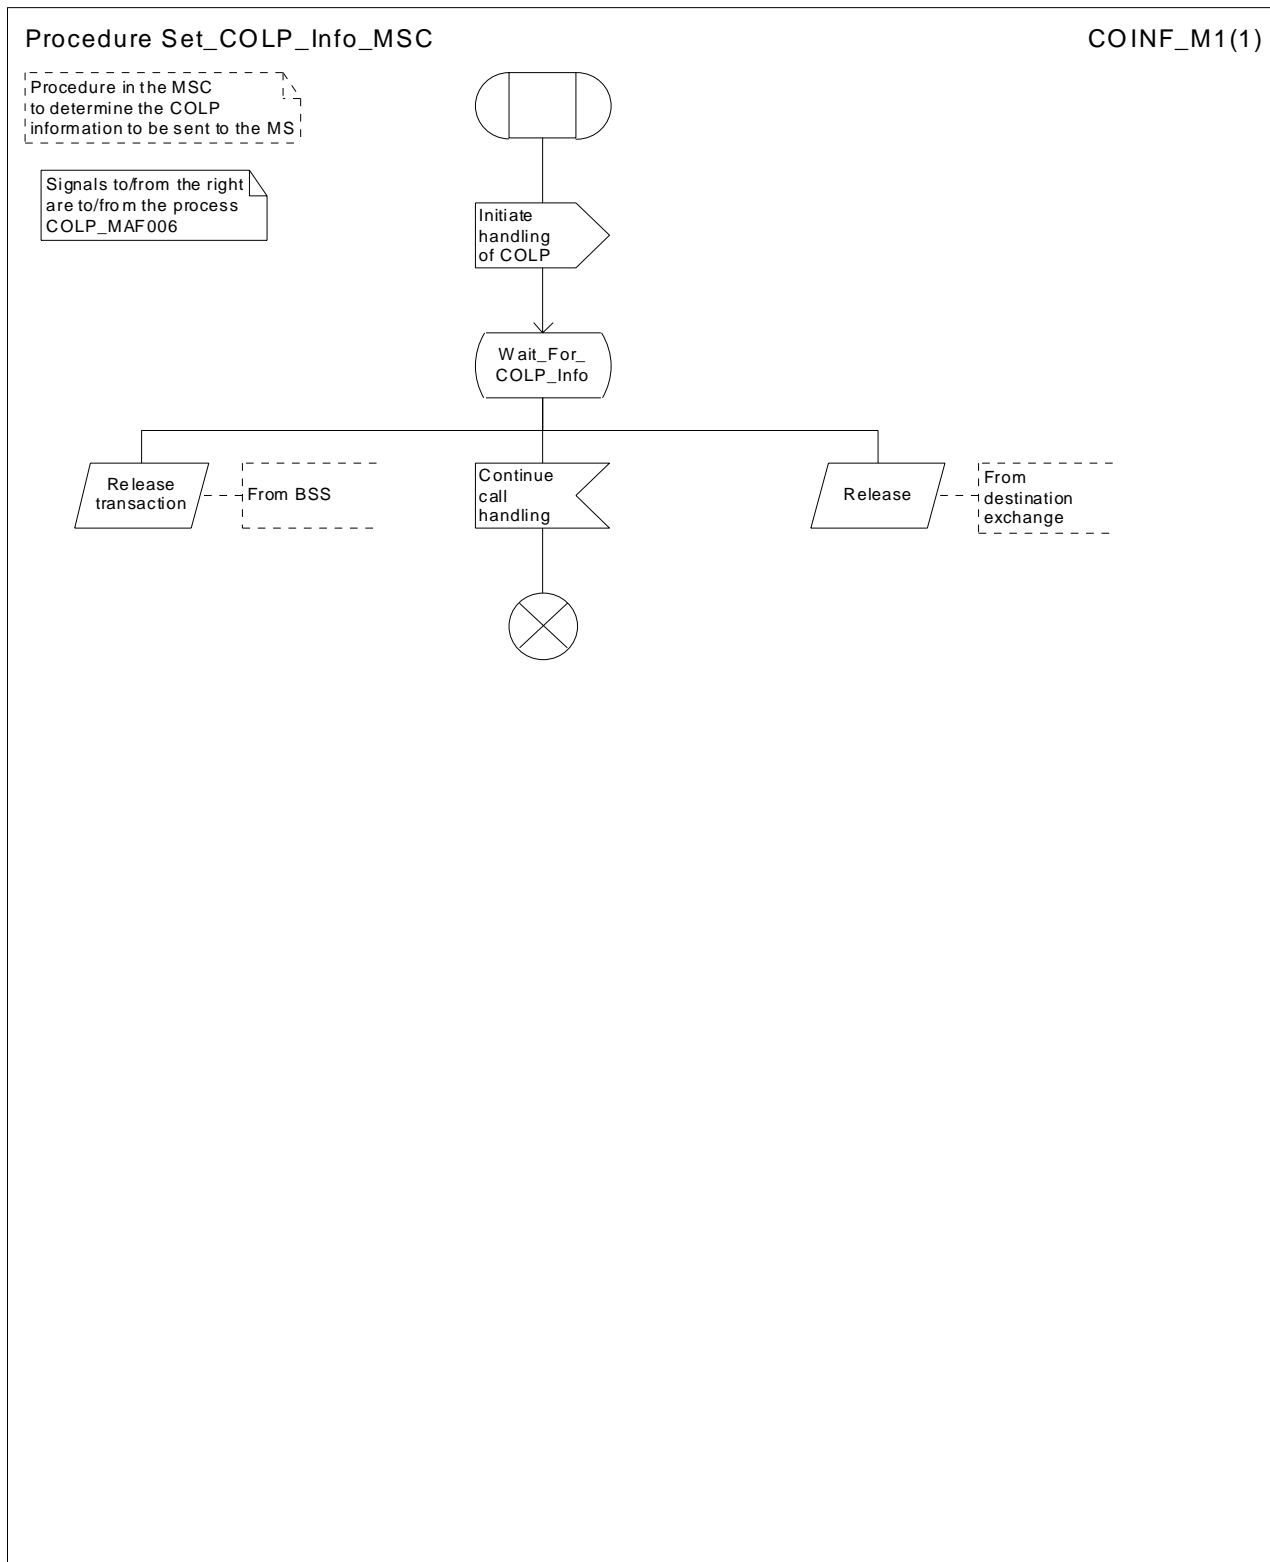 Procedure Set_COLP_Info_MSC
COINF_M1(1)
Procedure in the MSC
to determine the COLP
information to be sent to the MS
Signals to/from the right
are to/from the process
COLP_MAF006
Initiate
handling
of COLP
Wait_For_
COLP_Info
Release
transaction
From BSS
Continue
call
handling
Release
From
destination
exchange